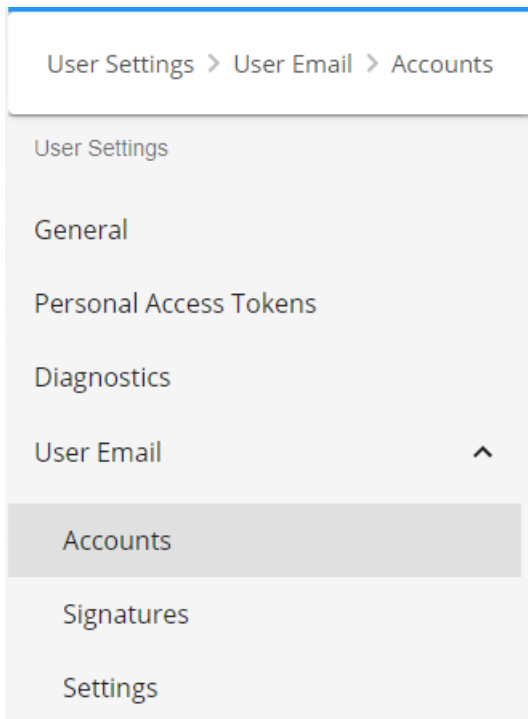 User Settings > User Email > Accounts
User Settings
General
Personal Access Tokens
Diagnostics
User Email
Accounts
Signatures
Settings